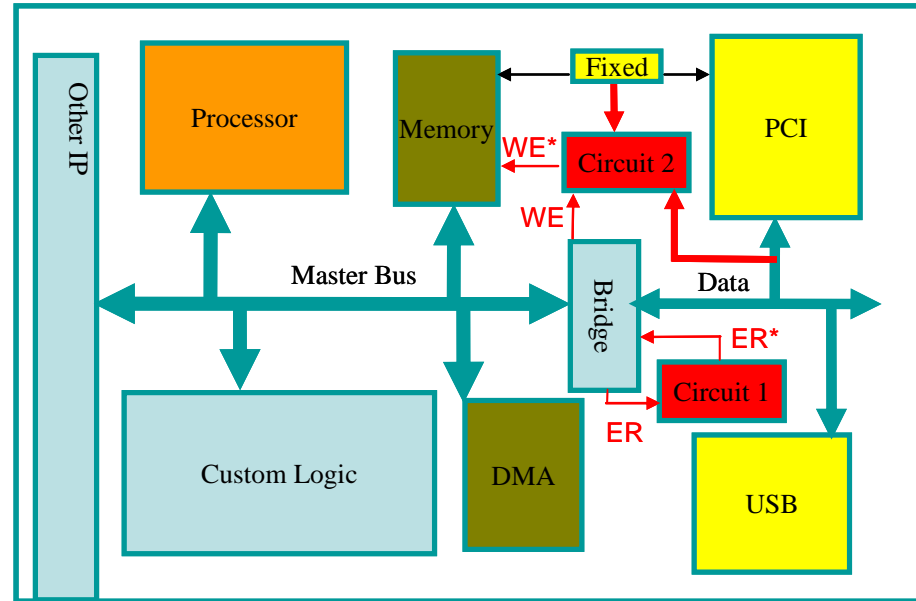 Other IP
Processor
Memory
Fixed
PCI
WE*
Circuit 2
WE
Master Bus
Bridge
Data
ER*
Circuit 1
ER
Custom Logic
DMA
USB